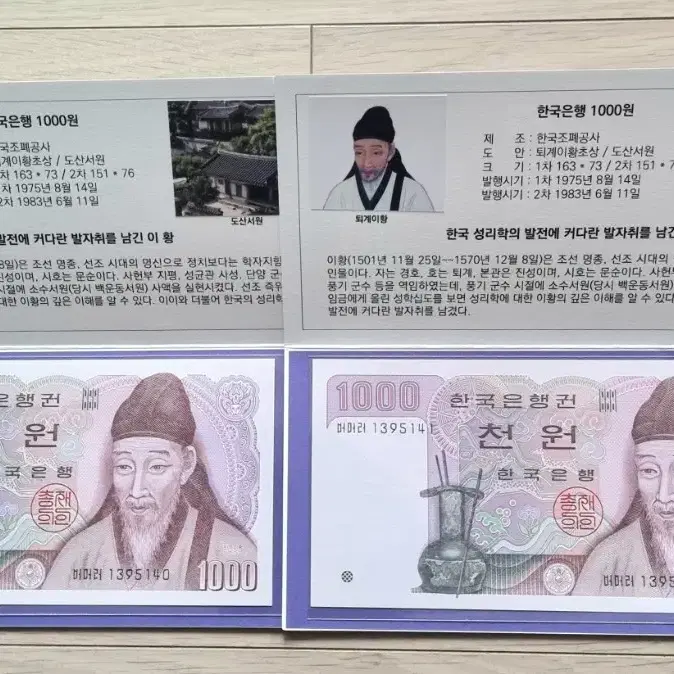 국은행 1000원
국조폐공사
계이황초상 / 도산서원
차 163 * 73 / 2차 151 * 76
차 1975년 8월 14일
차 1983년 6월 11일
도산서원
발전에 커다란 발자취를 남긴 이 황
8일)은 조선 명종, 선조 시대의 명신으로 정치보다는 학자지향
진성이며, 시호는 문순이다. 사헌부 지평, 성균관 사성, 단양 군
시절에 소수서원(당시 백운동서원) 사액을 실현시켰다. 선조 즉위
대한 이황의 깊은 이해를 알 수 있다. 이이와 더불어 한국의 성리학
한국은행 1000원
제 조 : 한국조폐공사
도 안 : 퇴계이황초상 / 도산서원
크 기 : 1차 163 * 73 / 2차 151 * 7
발행시기 : 1차 1975년 8월 14일
발행시기 : 2차 1983년 6월 11일
퇴계이황
한국 성리학의 발전에 커다란 발자취를 남
이황(1501년 11월 25일~~1570년 12월 8일)은 조선 명종, 선조 시대의
인물이다. 자는 경호, 호는 퇴계, 본관은 진성이며, 시호는 문순이다. 사헌
풍기 군수 등을 역임하였는데, 풍기 군수 시절에 소수서원(당시 백운동서원)
임금에게 올린 성학십도를 보면 성리학에 대한 이황의 깊은 이해를 알 수 있다
발전에 커다란 발자취를 남겼다.
한국은행권
원
국은행
총재의인
머머러 1395140
1000
1000
머머러 1395141
한국은행권
천 원
한국은행
총재의인
머머러 1395